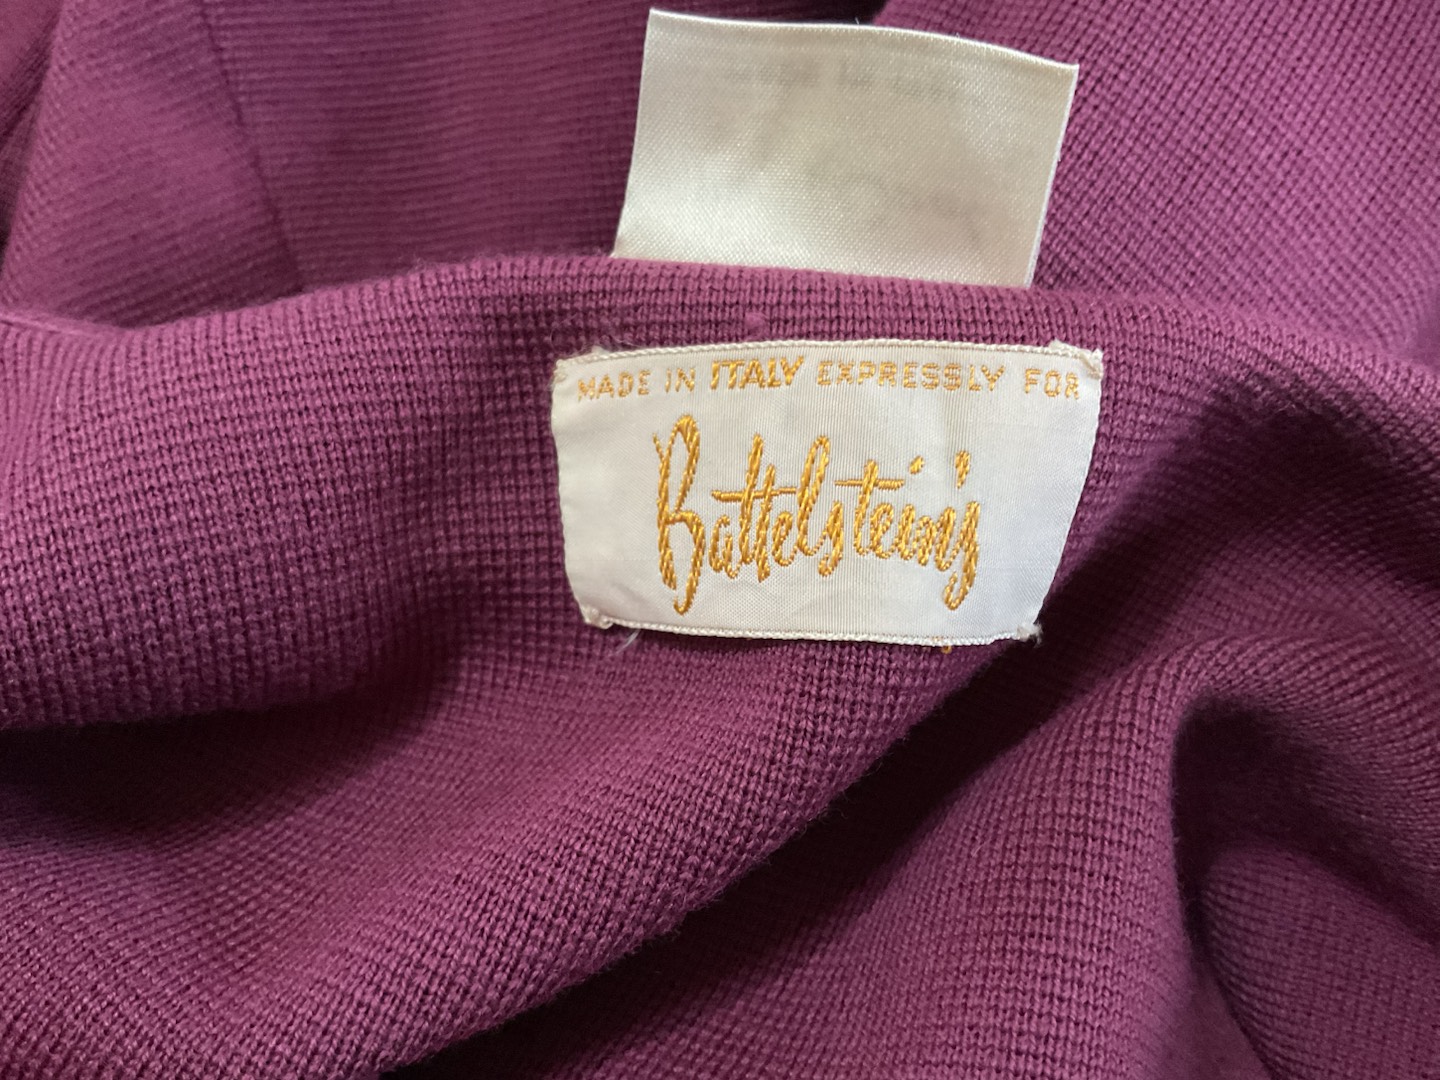 MADE IN ITALY EXPRESSLY FOR
Battelstein's